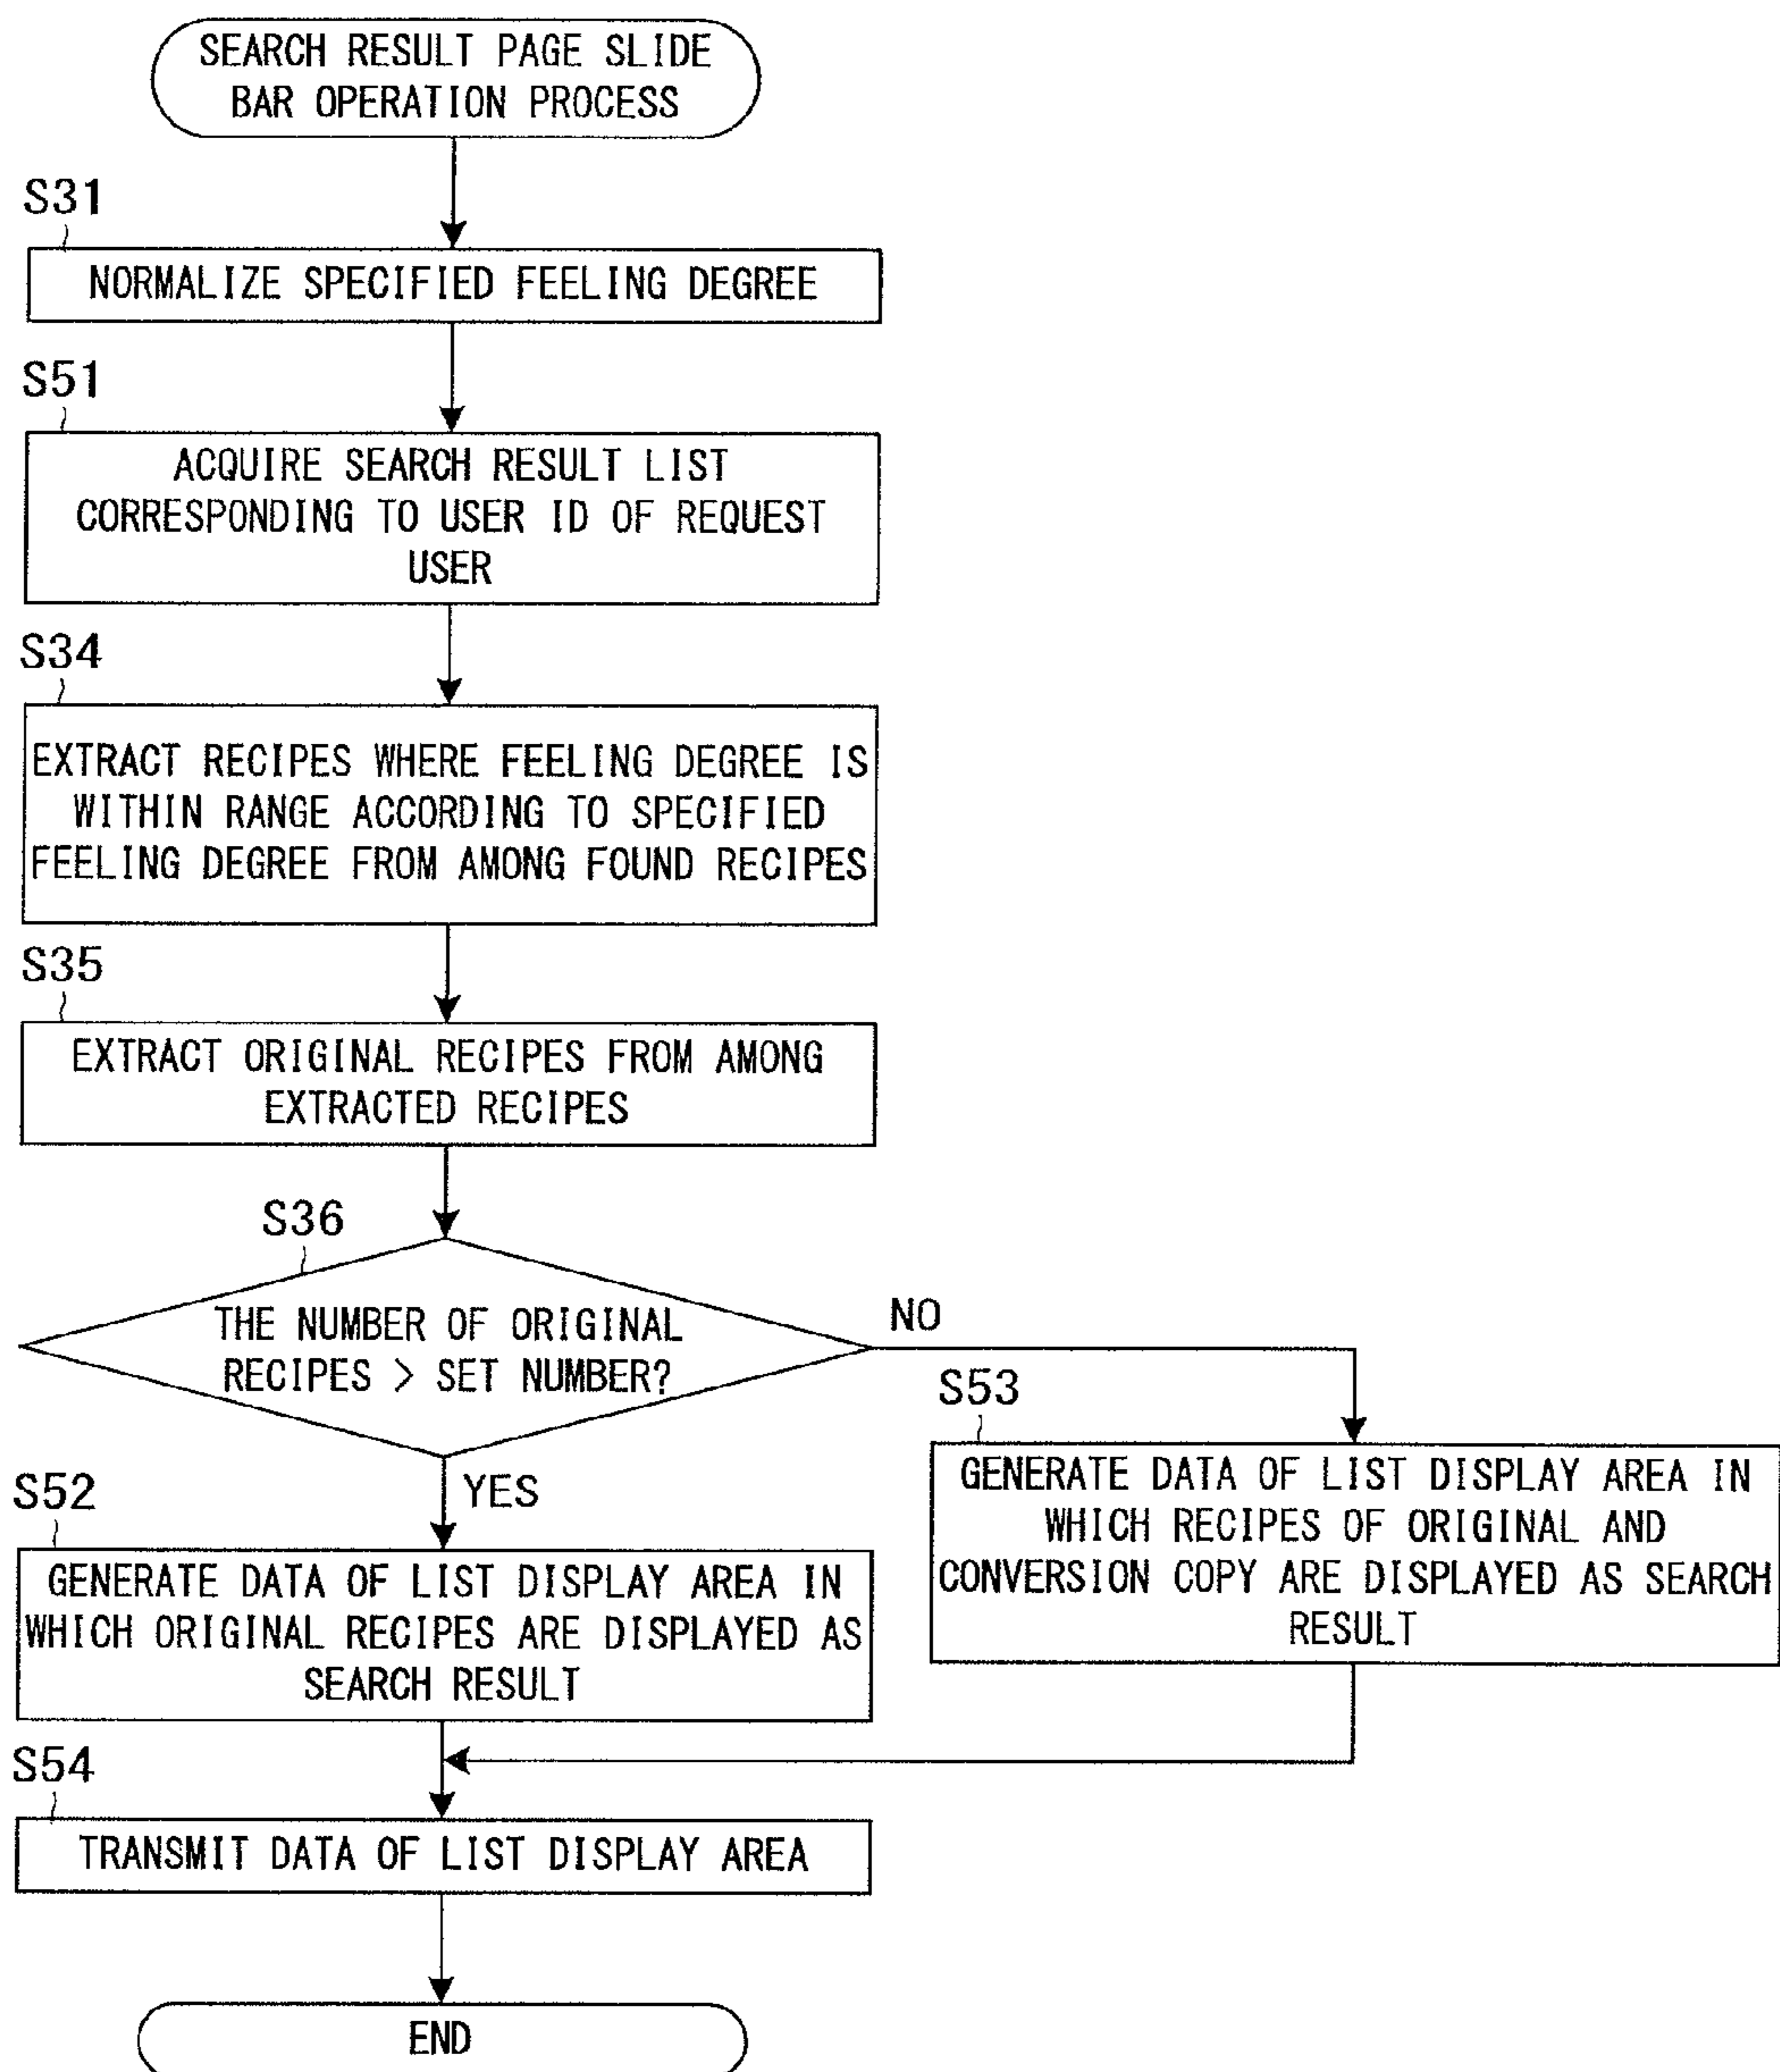 SEARCH RESULT PAGE SLIDE
BAR OPERATION PROCESS
S31
NORMALIZE SPECIFIED FEELING DEGREE
S51
ACQUIRE SEARCH RESULT LIST
CORRESPONDING TO USER ID OF REQUEST
USER
S34
EXTRACT RECIPES WHERE FEELING DEGREE IS
WITHIN RANGE ACCORDING TO SPECIFIED
FEELING DEGREE FROM AMONG FOUND RECIPES
S35
EXTRACT ORIGINAL RECIPES FROM AMONG
EXTRACTED RECIPES
S36
THE NUMBER OF ORIGINAL
RECIPES > SET NUMBER?
NO
S53
GENERATE DATA OF LIST DISPLAY AREA IN
WHICH RECIPES OF ORIGINAL AND
CONVERSION COPY ARE DISPLAYED AS SEARCH
RESULT
YES
S52
GENERATE DATA OF LIST DISPLAY AREA IN
WHICH ORIGINAL RECIPES ARE DISPLAYED AS
SEARCH RESULT
S54
TRANSMIT DATA OF LIST DISPLAY AREA
END